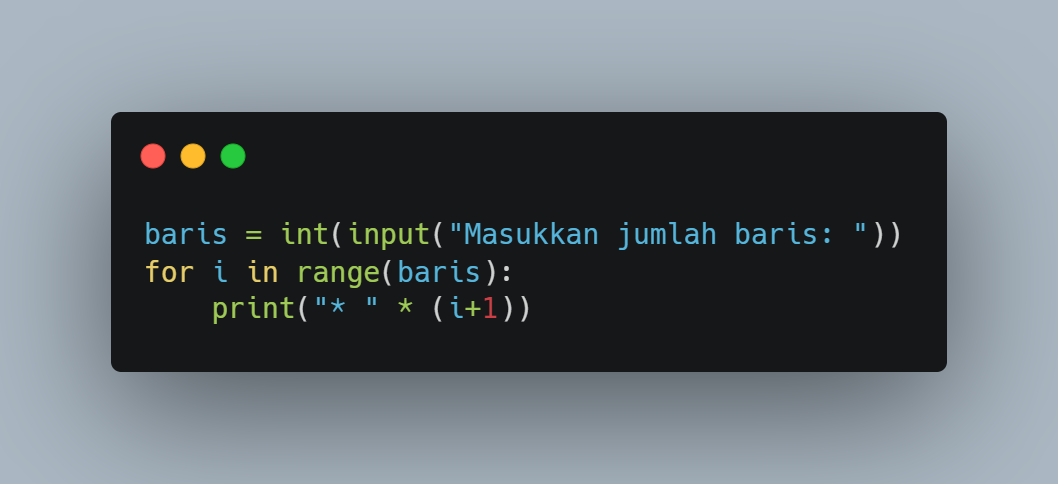 baris = int(input("Masukkan jumlah baris: "))
for i in range(baris):
    print("* " * (i+1))